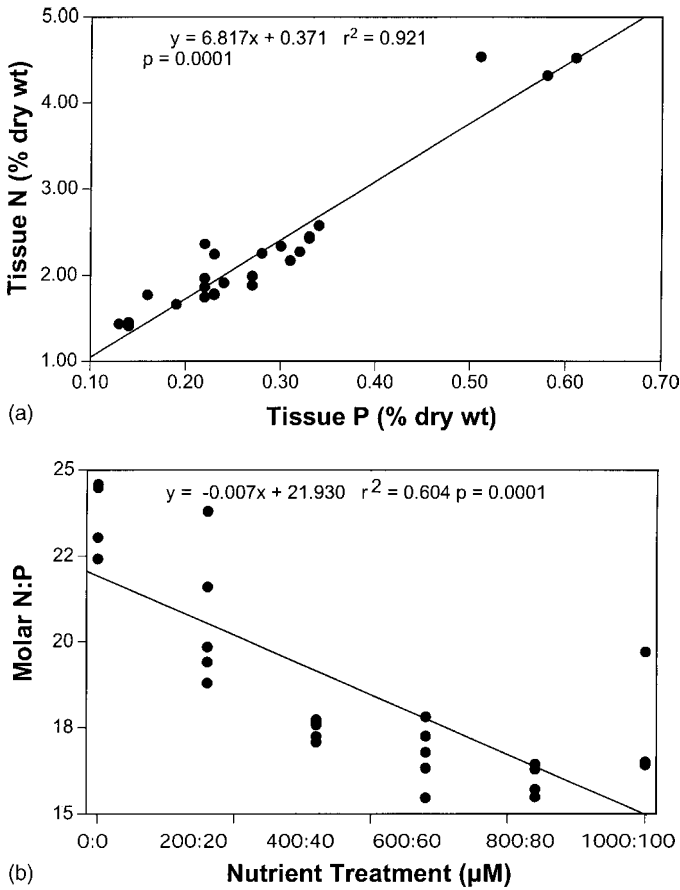 y = 6.817x + 0.371 r² = 0.921
p = 0.0001
5.00
4.00
3.00
2.00
1.00
Tissue N (% dry wt)
0.10 0.20 0.30 0.40 0.50 0.60 0.70
Tissue P (% dry wt)
(a)
y = -0.007x + 21.930 r² = 0.604 p = 0.0001
25
22
20
18
15
Molar N:P
0:0 200:20 400:40 600:60 800:80 1000:100
Nutrient Treatment (µM)
(b)